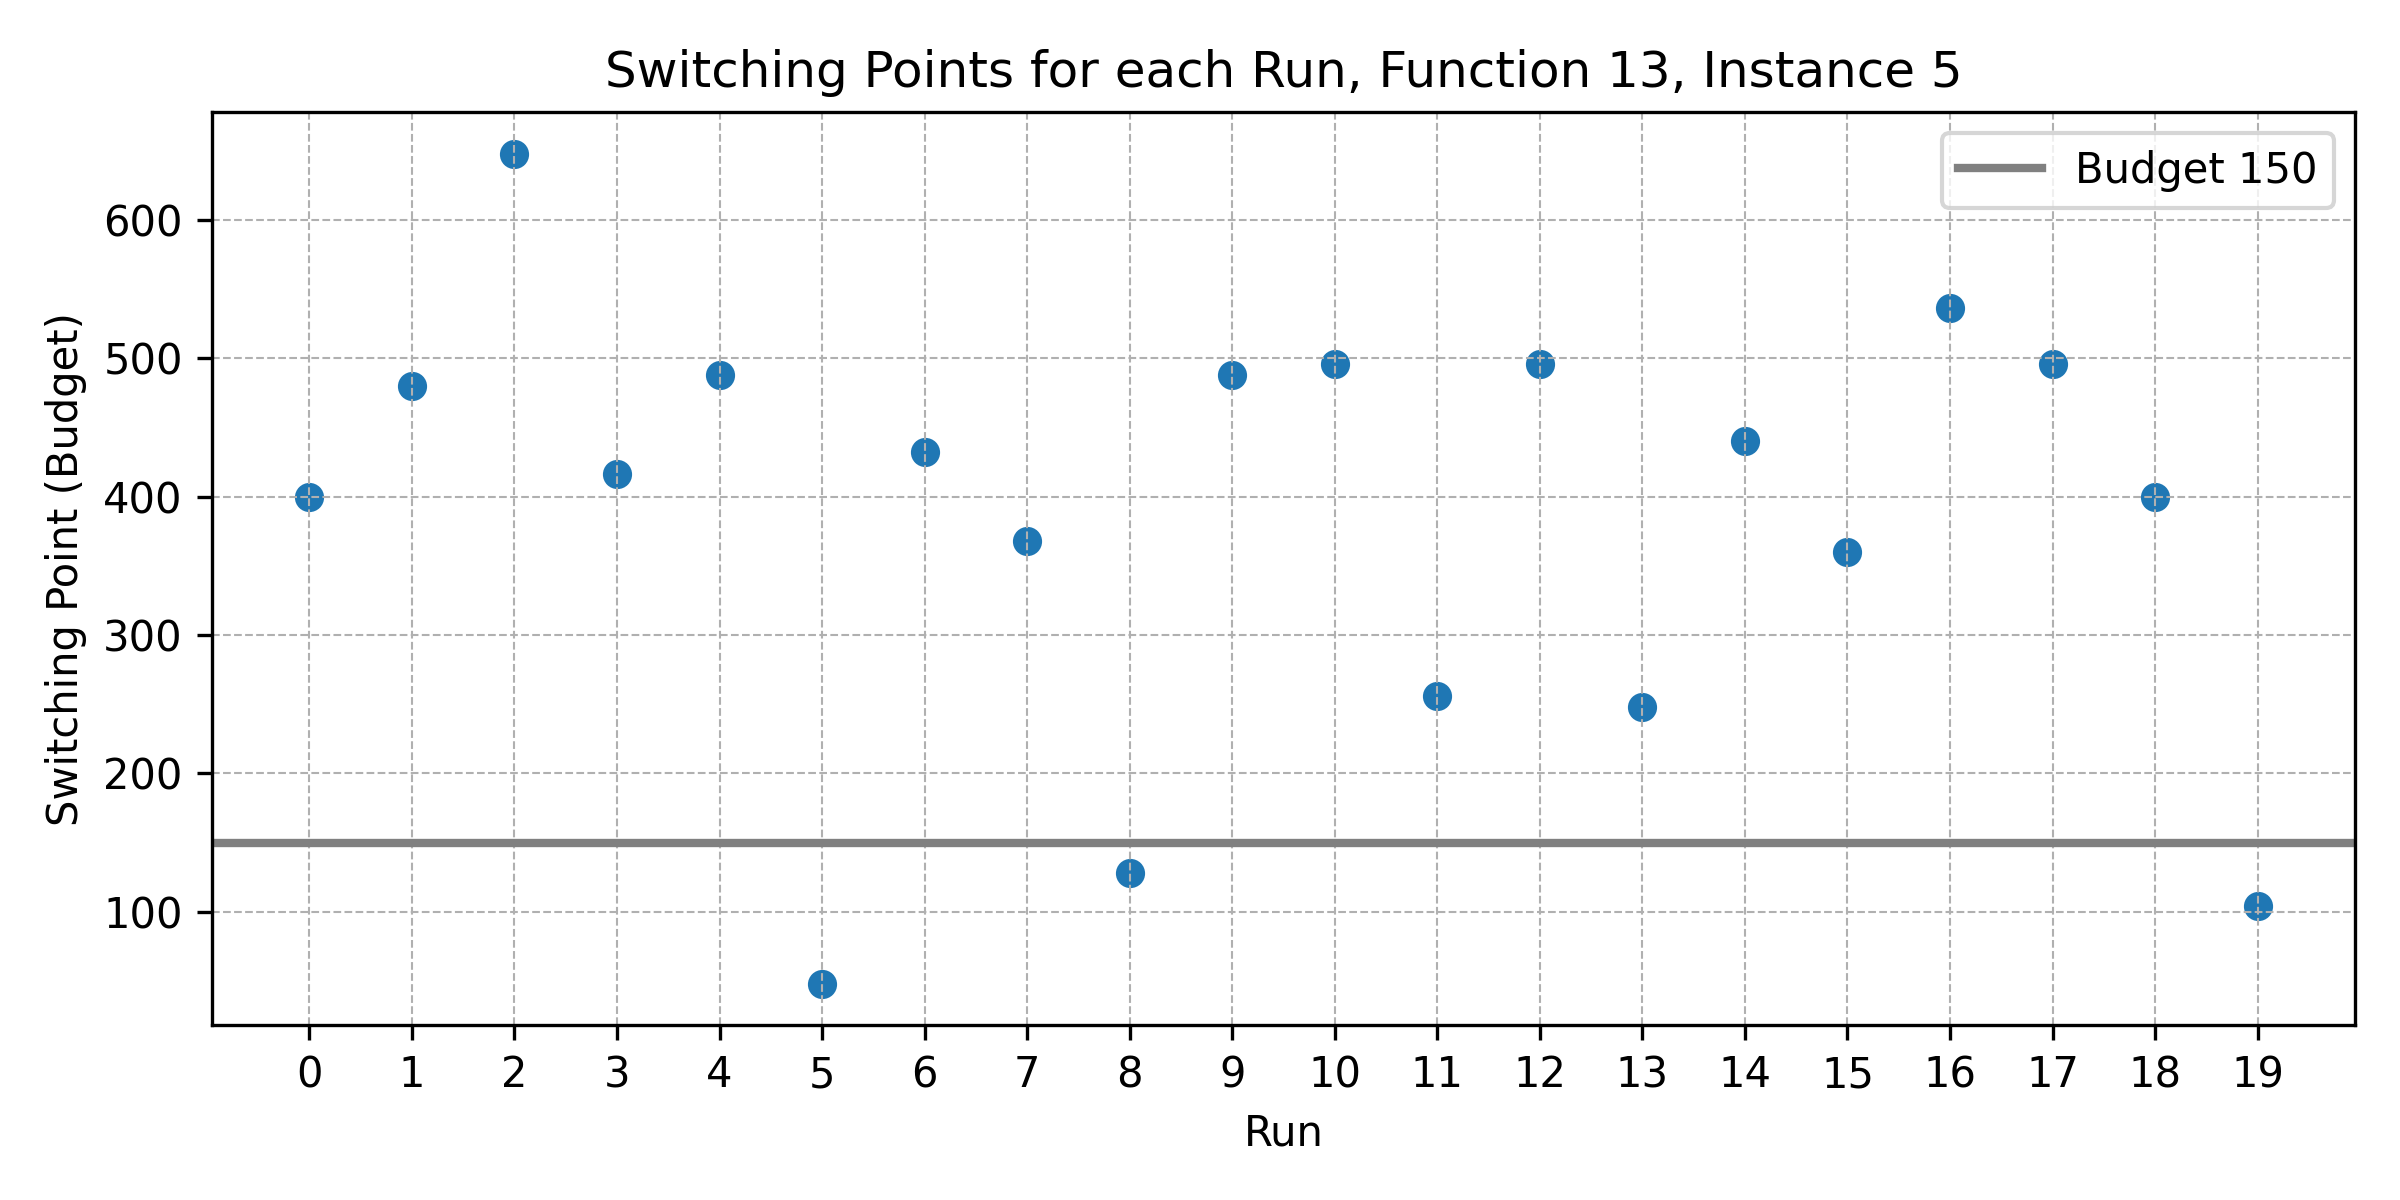 Switching Points for each Run, Function 13, Instance 5
Budget 150
Switching Point (Budget)
600
500
400
300
200
100
0 1 2 3 4 5 6 7 8 9 10 11 12 13 14 15 16 17 18 19
Run